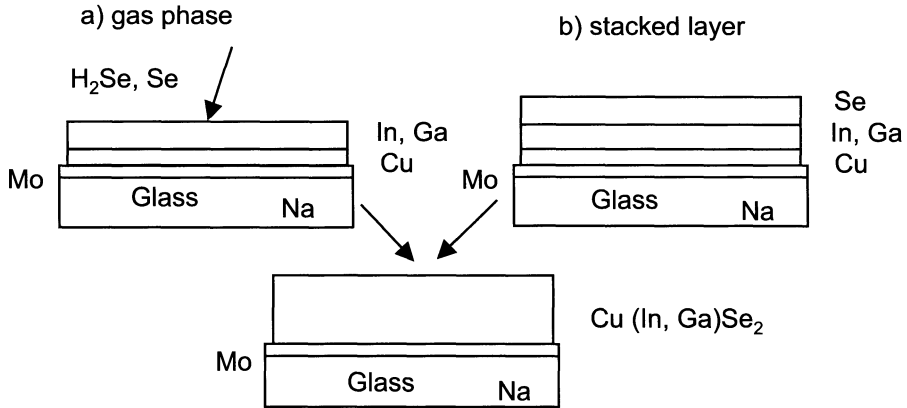 a) gas phase
H₂Se, Se
In, Ga
Cu
Mo
Glass
Na
b) stacked layer
Se
In, Ga
Cu
Mo
Glass
Na
Cu (In, Ga)Se₂
Mo
Glass
Na